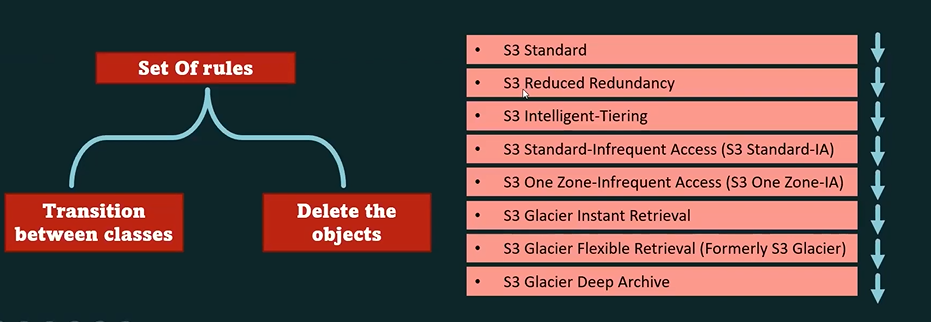 Set Of rules
Transition
between classes
Delete the
objects
• S3 Standard
• S3 Reduced Redundancy
• S3 Intelligent-Tiering
• S3 Standard-Infrequent Access (S3 Standard-IA)
• S3 One Zone-Infrequent Access (S3 One Zone-IA)
• S3 Glacier Instant Retrieval
• S3 Glacier Flexible Retrieval (Formerly S3 Glacier)
• S3 Glacier Deep Archive